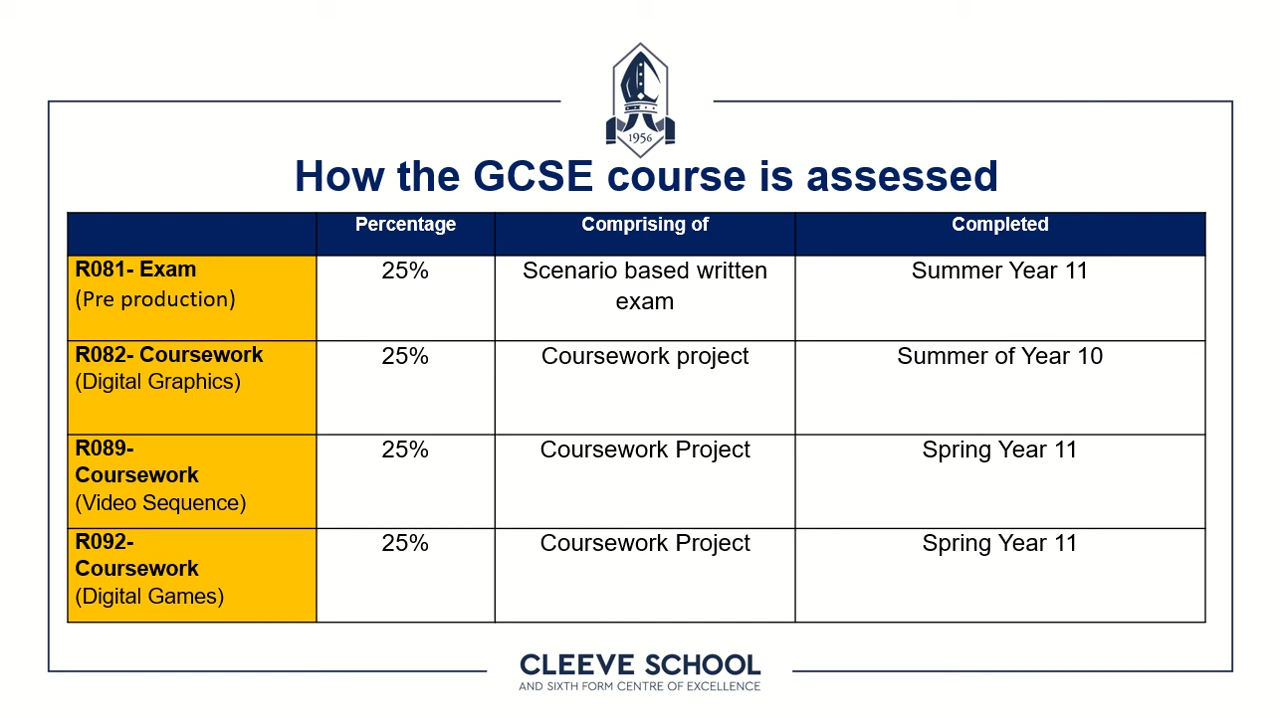 1956
How the GCSE course is assessed
Percentage
Comprising of
Completed
R081- Exam
(Pre production)
25%
Scenario based written
exam
Summer Year 11
R082- Coursework
(Digital Graphics)
25%
Coursework project
Summer of Year 10
R089-
Coursework
(Video Sequence)
25%
Coursework Project
Spring Year 11
R092-
Coursework
(Digital Games)
25%
Coursework Project
Spring Year 11
CLEEVE SCHOOL
AND SIXTH FORM CENTRE OF EXCELLENCE